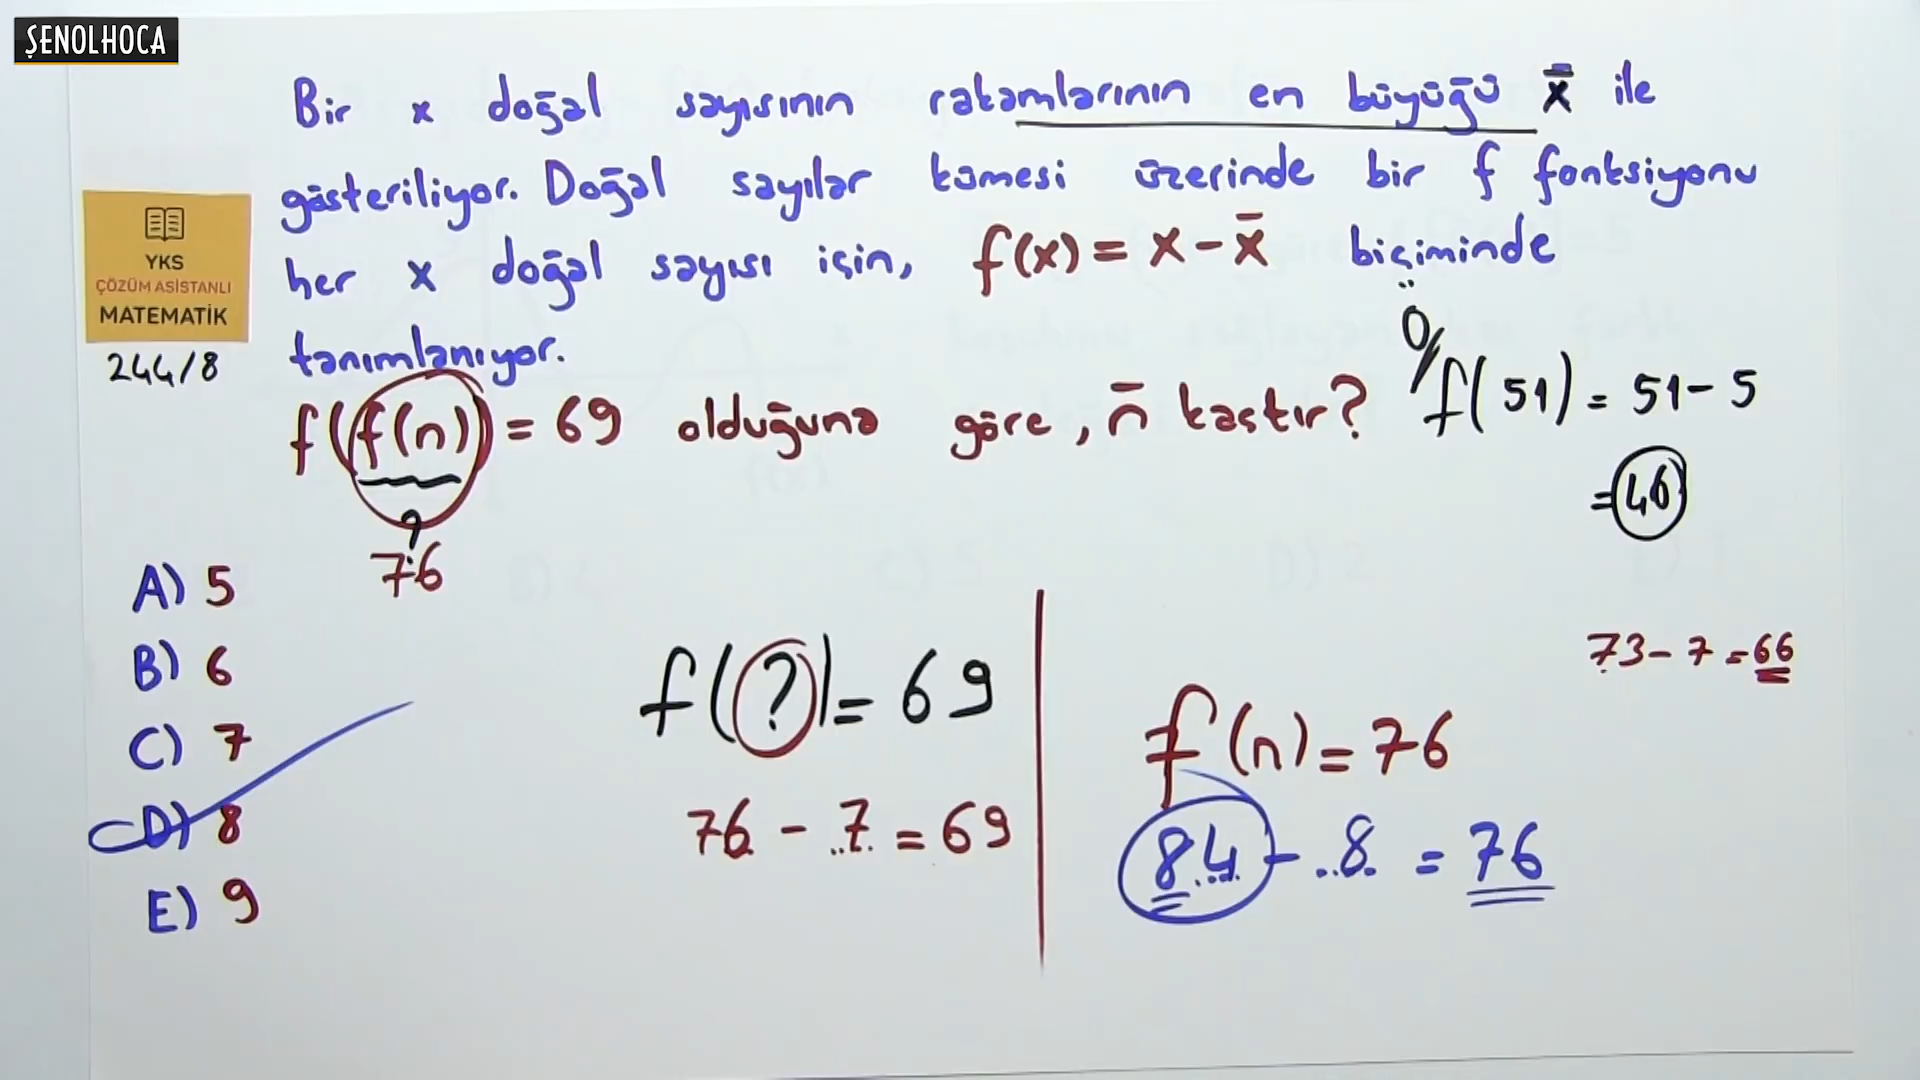 ŞENOLHOCA
Bir x doğal sayısının rakamlarının en büyüğü x̄ ile
gösteriliyor. Doğal sayılar kümesi üzerinde bir f fonksiyonu
her x doğal sayısı için, f(x) = x - x̄ biçiminde
tanımlanıyor.
f(f(n)) = 69 olduğuna göre, n̄ kaçtır?
YKS
ÇÖZÜM ASİSTANLI
MATEMATİK
244/8
f(51) = 51 - 5
= 46
?
76
A) 5
B) 6
C) 7
D) 8
E) 9
f(?) = 69
76 - 7 = 69
73 - 7 = 66
f(n) = 76
84 - 8 = 76